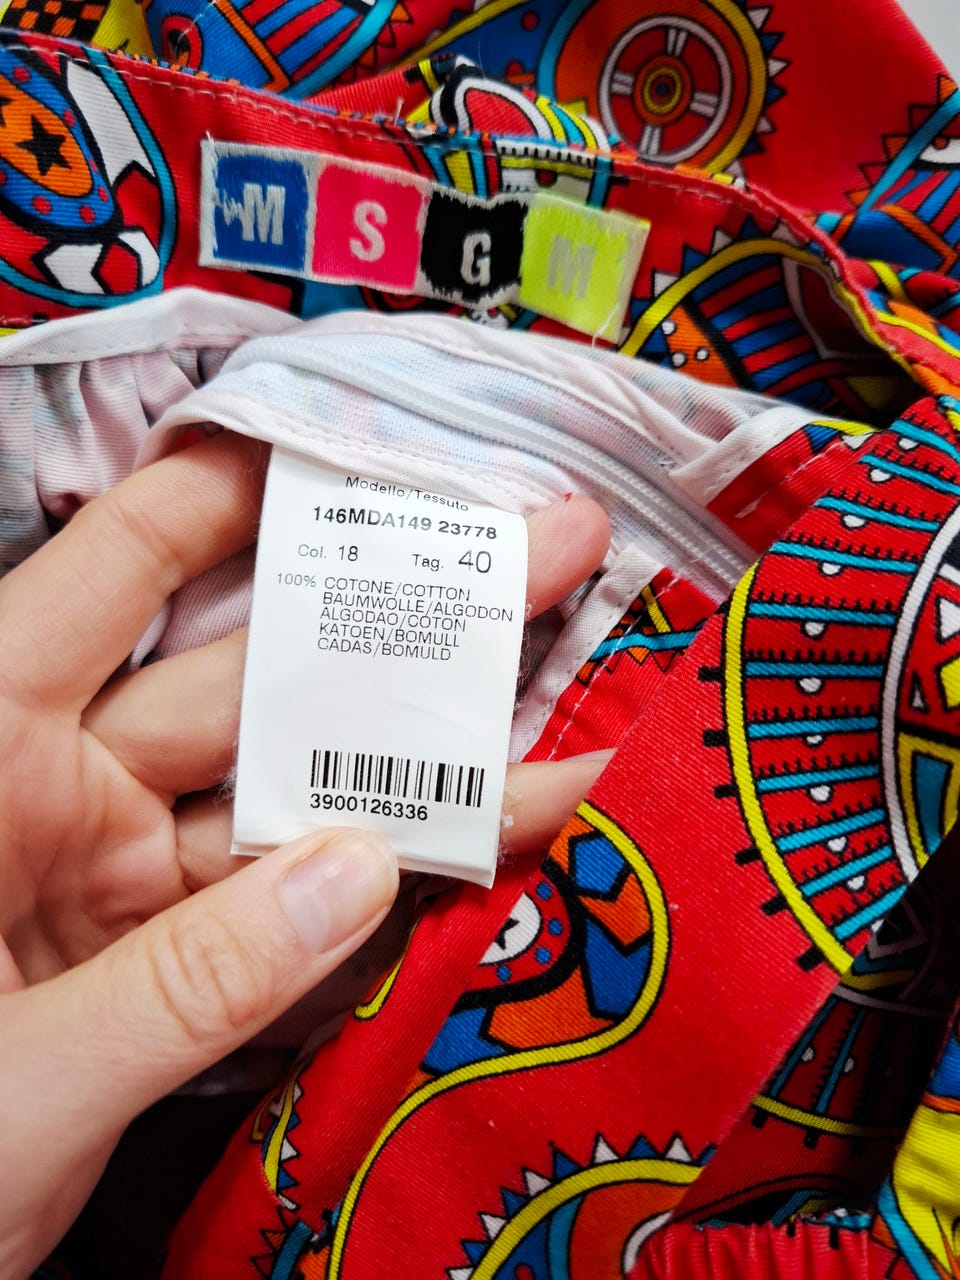 M S G M
Modello/Tessuto
146MDA149 23778
Col. 18 Tag. 40
100% COTONE/COTTON
BAUMWOLLE/ALGODON
ALGODAO/COTON
KATOEN/BOMULL
CADAS/BOMULD
3900126336